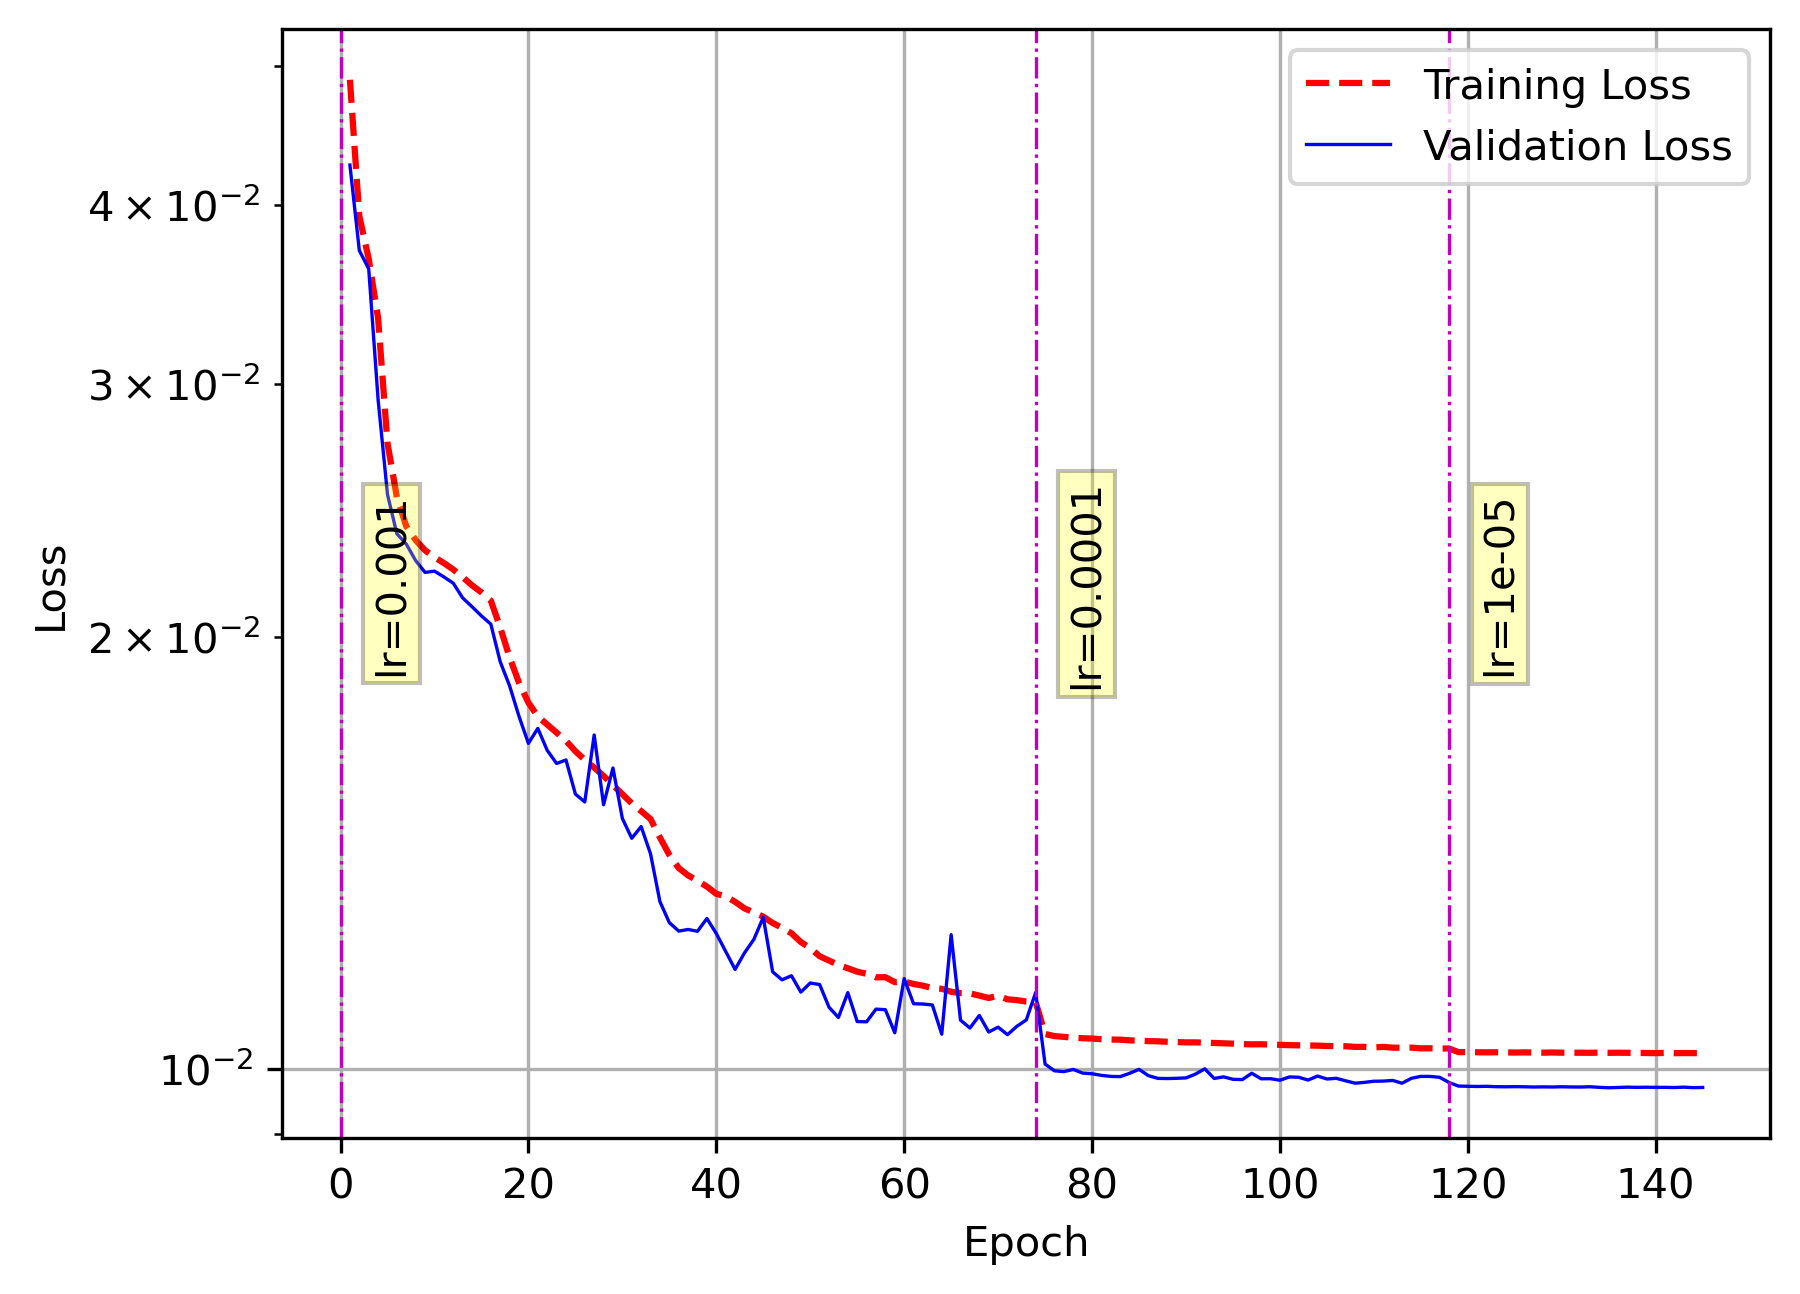 Training Loss
Validation Loss
4 × 10⁻²
3 × 10⁻²
2 × 10⁻²
10⁻²
Loss
lr=0.001
lr=0.0001
lr=1e-05
0 20 40 60 80 100 120 140
Epoch